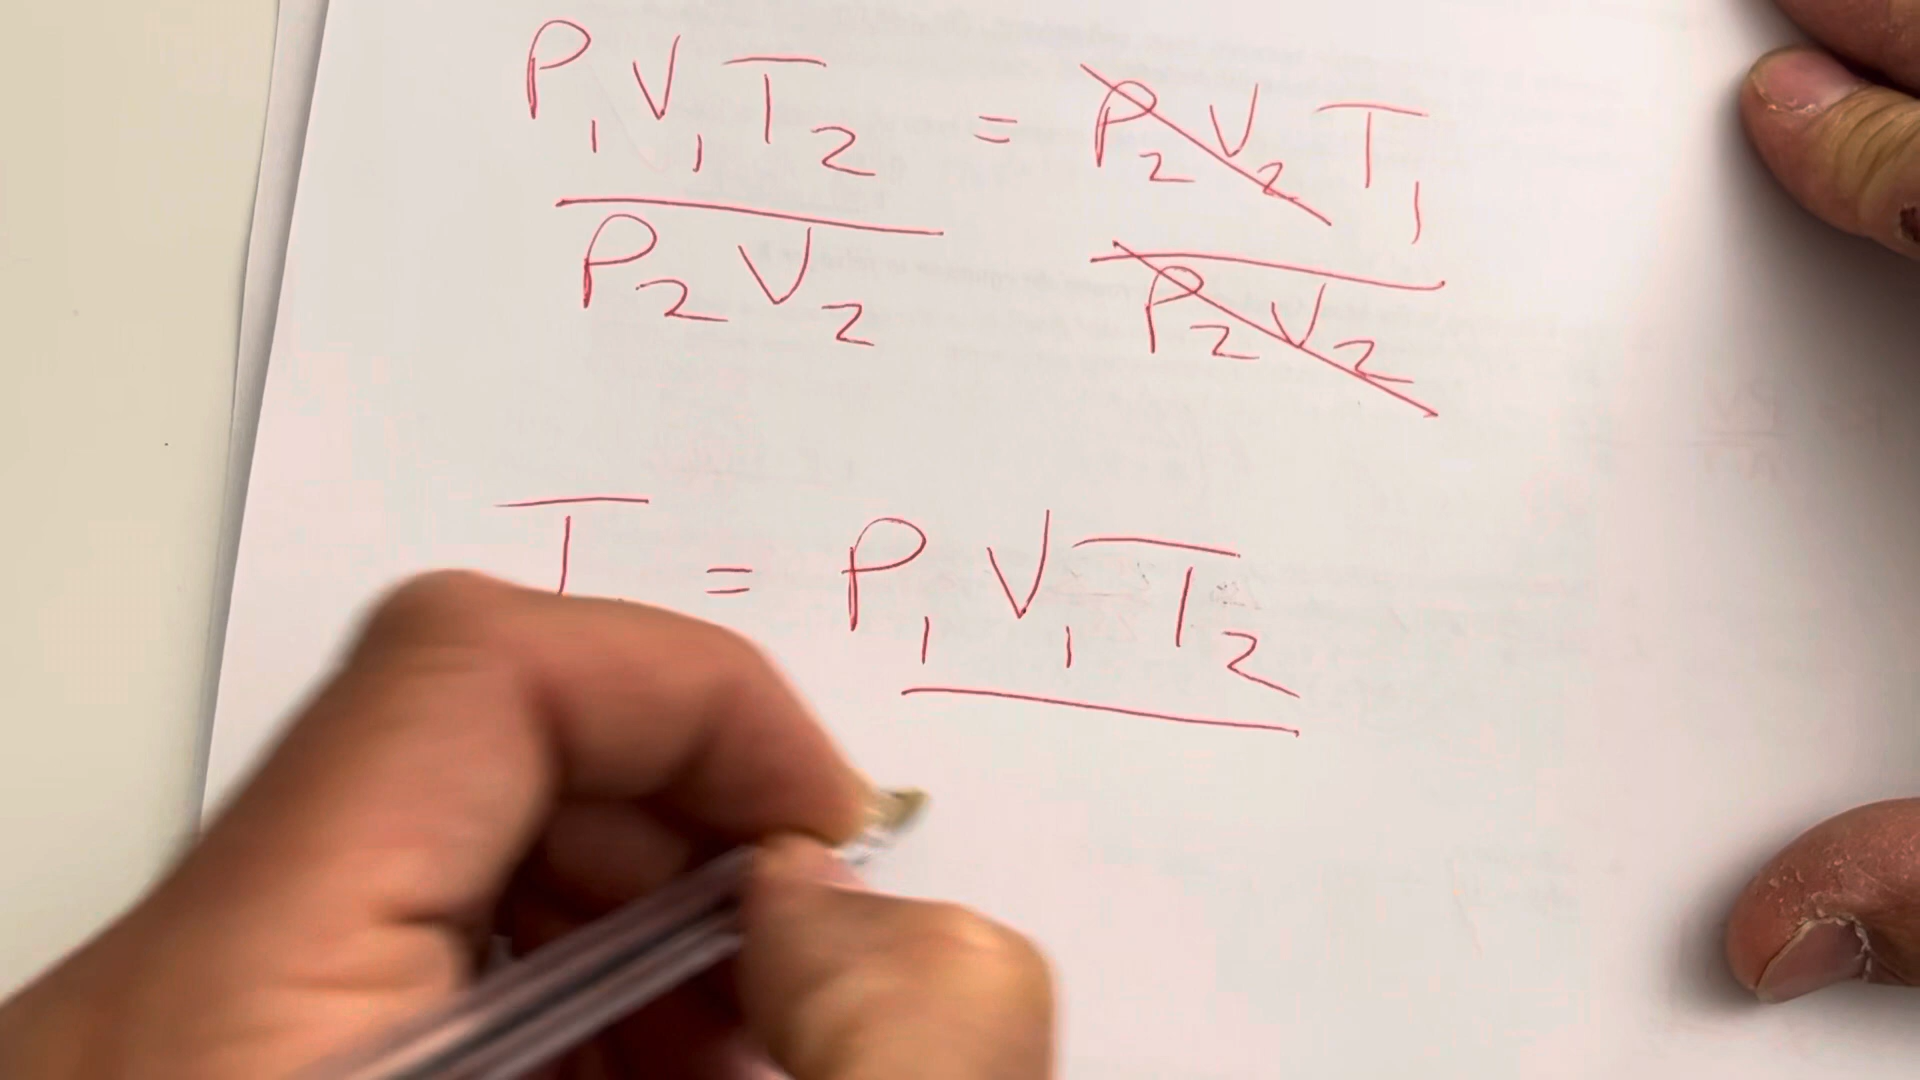 P₁V₁T₂ = P₂V₂T₁
P₂V₂ P₂V₂
T = P₁V₁T₂